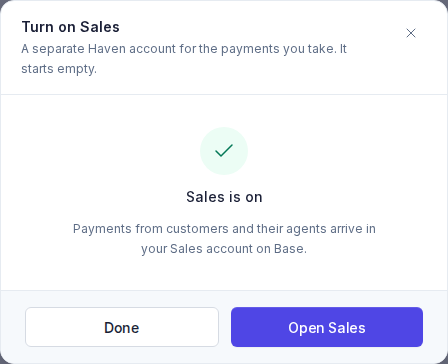 Turn on Sales
A separate Haven account for the payments you take. It
starts empty.
Sales is on
Payments from customers and their agents arrive in
your Sales account on Base.
Done
Open Sales